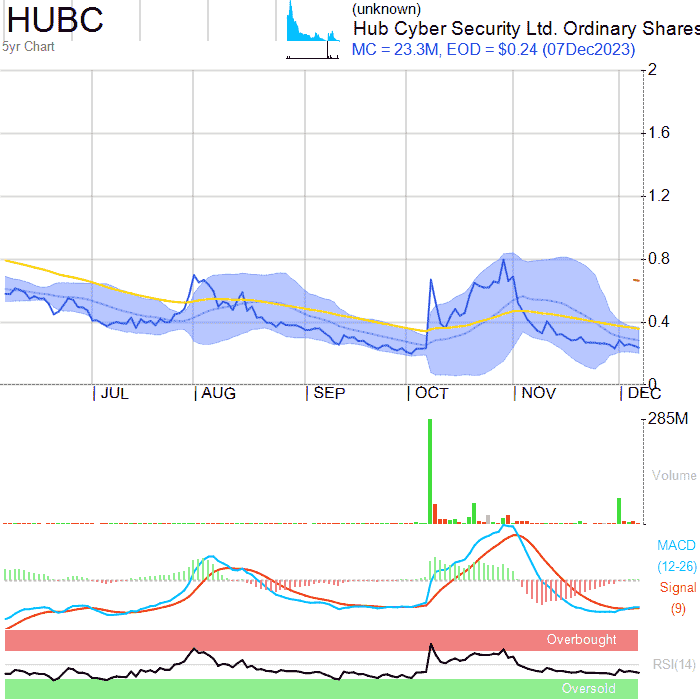 HUBC
5yr Chart
(unknown)
Hub Cyber Security Ltd. Ordinary Shares
MC = 23.3M, EOD = $0.24 (07Dec2023)
2
1.6
1.2
0.8
0.4
0
JUL AUG SEP OCT NOV DEC
285M
Volume
MACD
(12-26)
Signal
(9)
Overbought
RSI(14)
Oversold